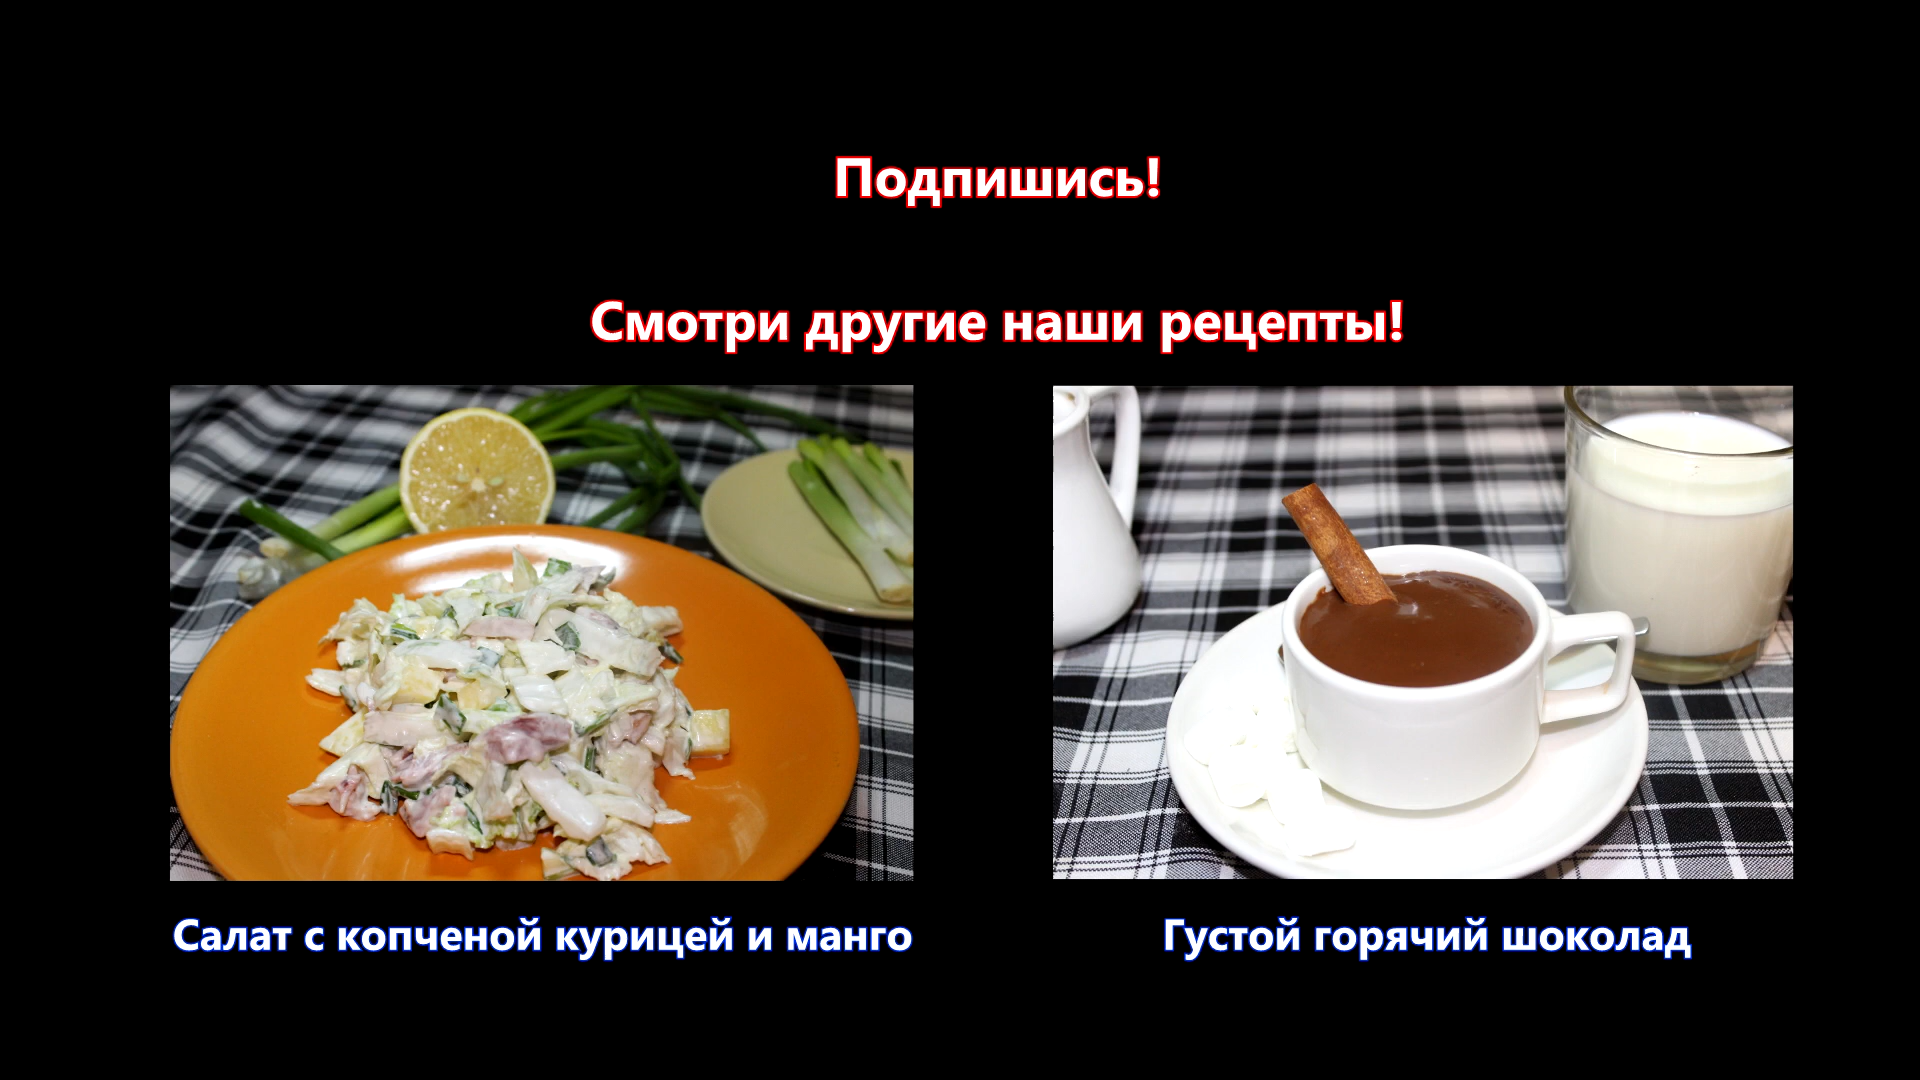 Подпишись!
Смотри другие наши рецепты!
Салат с копченой курицей и манго
Густой горячий шоколад